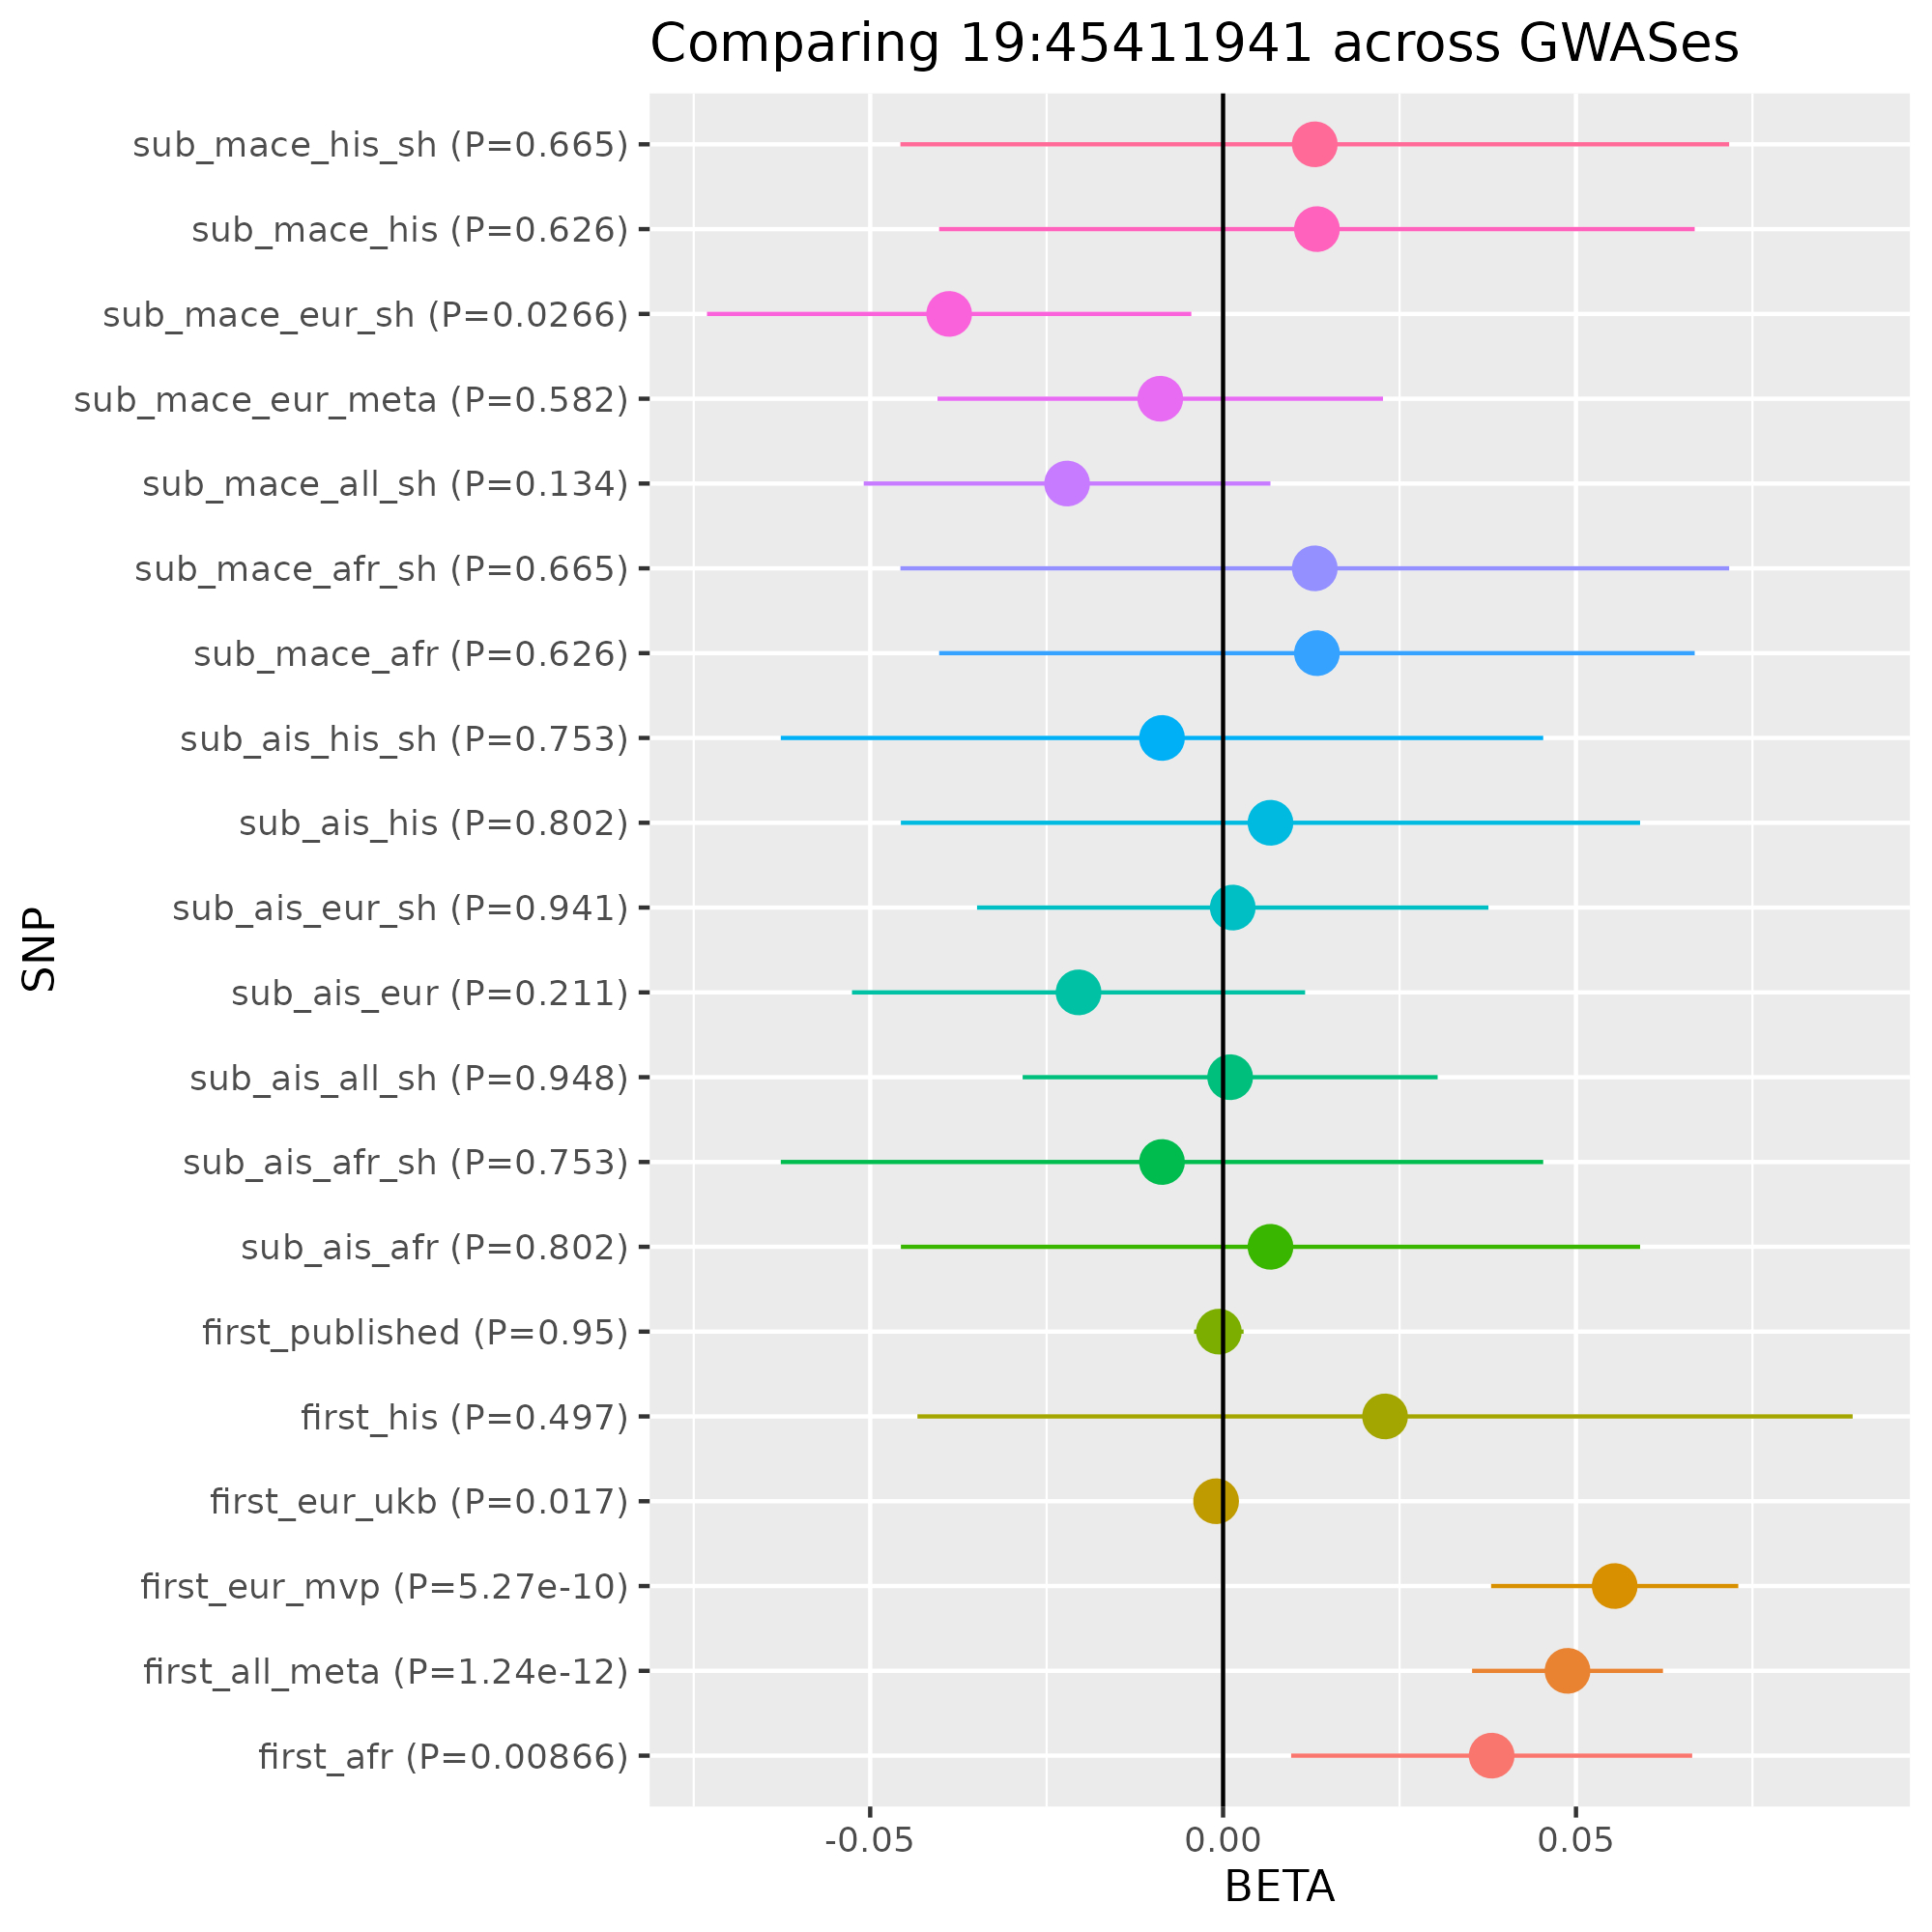 Comparing 19:45411941 across GWASes
sub_mace_his_sh (P=0.665)
sub_mace_his (P=0.626)
sub_mace_eur_sh (P=0.0266)
sub_mace_eur_meta (P=0.582)
sub_mace_all_sh (P=0.134)
sub_mace_afr_sh (P=0.665)
sub_mace_afr (P=0.626)
sub_ais_his_sh (P=0.753)
sub_ais_his (P=0.802)
sub_ais_eur_sh (P=0.941)
sub_ais_eur (P=0.211)
sub_ais_all_sh (P=0.948)
sub_ais_afr_sh (P=0.753)
sub_ais_afr (P=0.802)
first_published (P=0.95)
first_his (P=0.497)
first_eur_ukb (P=0.017)
first_eur_mvp (P=5.27e-10)
first_all_meta (P=1.24e-12)
first_afr (P=0.00866)
SNP
-0.05 0.00 0.05
BETA